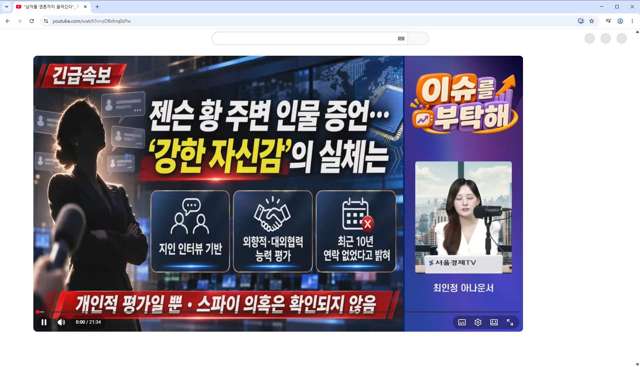 youtube.com/watch
긴급속보
젠슨 황 주변 인물 증언…
'강한 자신감'의 실체는
지인 인터뷰 기반
외향적·대외협력
능력 평가
최근 10년
연락 없었다고 밝혀
개인적 평가일 뿐·스파이 의혹은 확인되지 않음
이슈를
부탁해
서울경제TV
최인정 아나운서
0:00 / 21:34